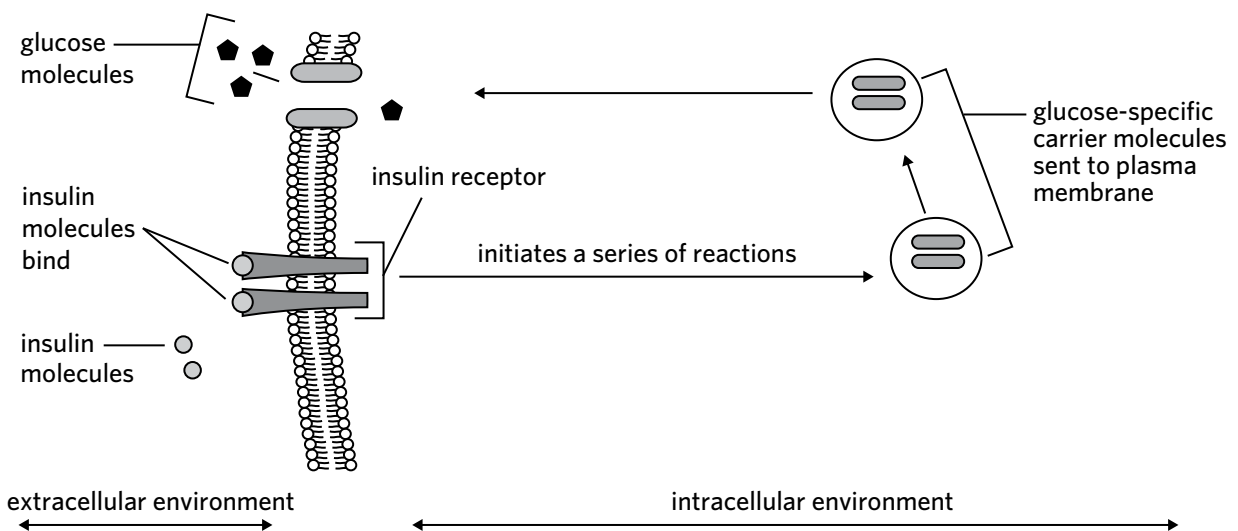 glucose
molecules
glucose-specific
carrier molecules
sent to plasma
membrane
insulin receptor
insulin
molecules
bind
initiates a series of reactions
insulin
molecules
extracellular environment
intracellular environment